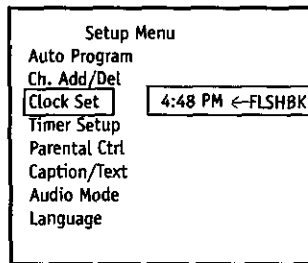 Setup Menu
Auto Program
Ch. Add/Del
Clock Set
4:48 PM ←FLSHBK
Timer Setup
Parental Ctrl
Caption/Text
Audio Mode
Language